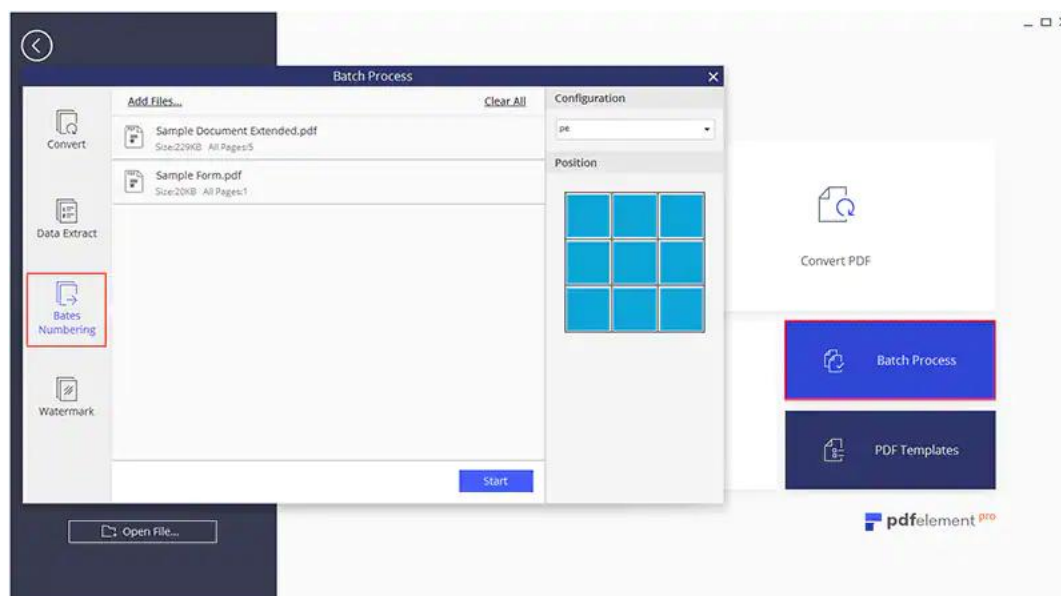 Batch Process
Add Files...
Clear All
Configuration
Convert
Sample Document Extended.pdf
Size:229KB All Pages:5
pe
Position
Sample Form.pdf
Size:20KB All Pages:1
Data Extract
Bates
Numbering
Watermark
Start
Open File...
Convert PDF
Batch Process
PDF Templates
pdfelement pro